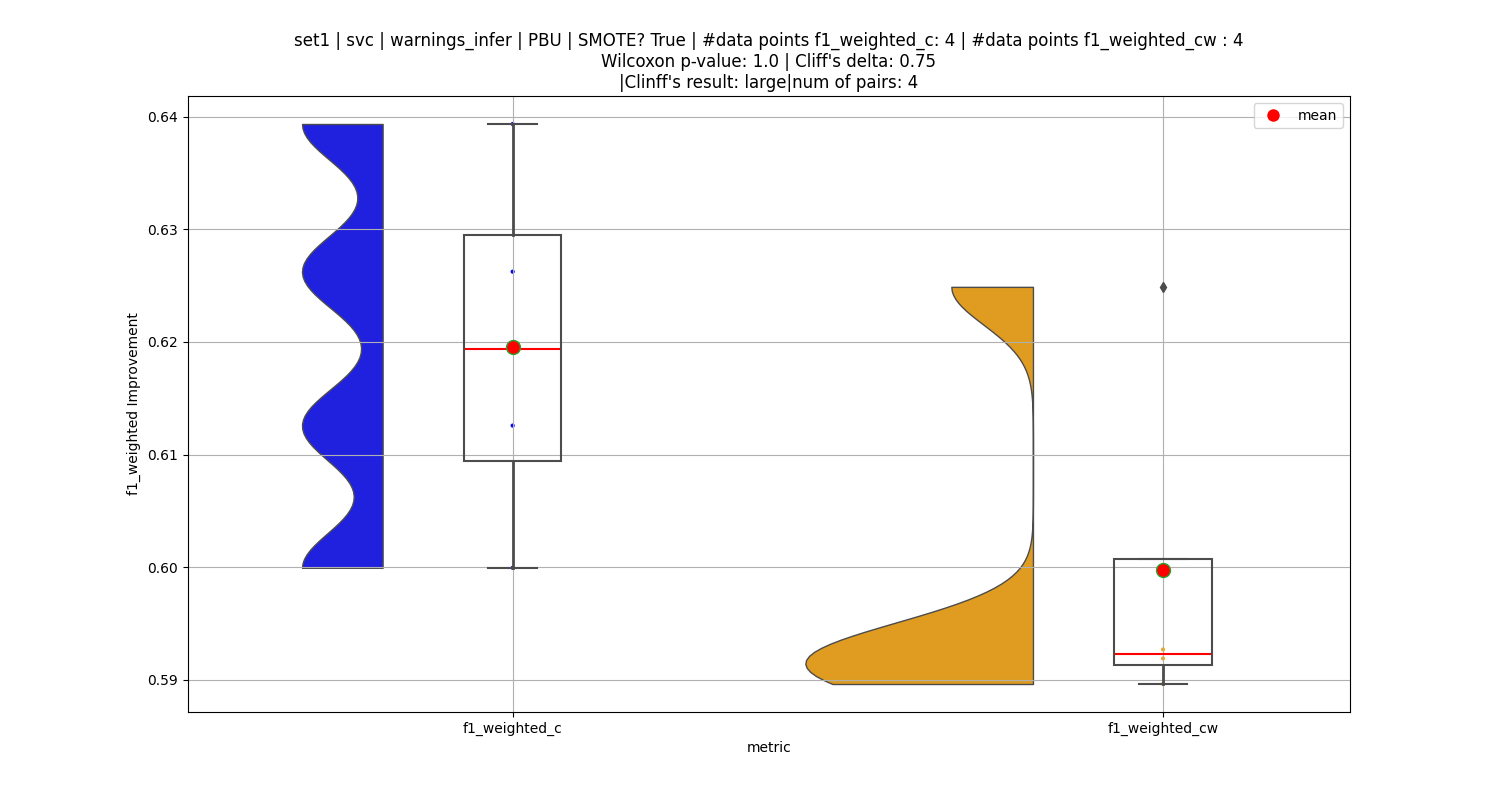 set1 | svc | warnings_infer | PBU | SMOTE? True | #data points f1_weighted_c: 4 | #data points f1_weighted_cw : 4
Wilcoxon p-value: 1.0 | Cliff's delta: 0.75
|Clinff's result: large|num of pairs: 4
mean
0.64
0.63
0.62
0.61
0.60
0.59
f1_weighted Improvement
f1_weighted_c
f1_weighted_cw
metric